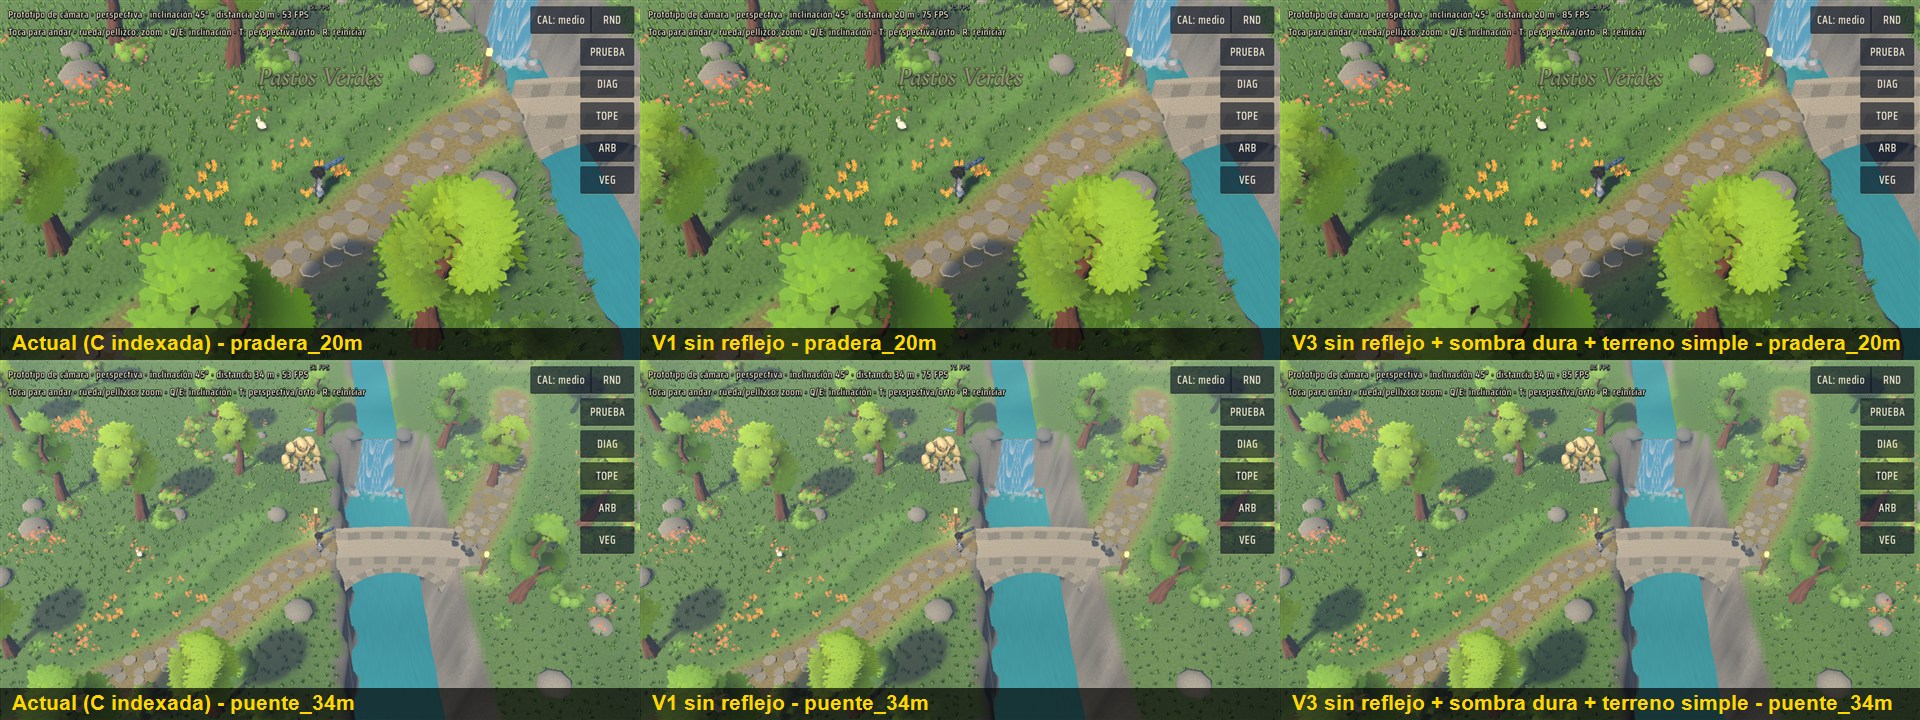 Prototipo de cámara - perspectiva - inclinación 45° - distancia 20 m - 53 FPS
Toca para andar - rueda/pellizco: zoom - Q/E: inclinación - T: perspectiva/orto - R: reiniciar
CAL: medio
RND
PRUEBA
DIAG
TOPE
ARB
VEG
Pastos Verdes
Actual (C indexada) - pradera_20m
Prototipo de cámara - perspectiva - inclinación 45° - distancia 20 m - 75 FPS
Toca para andar - rueda/pellizco: zoom - Q/E: inclinación - T: perspectiva/orto - R: reiniciar
CAL: medio
RND
PRUEBA
DIAG
TOPE
ARB
VEG
Pastos Verdes
V1 sin reflejo - pradera_20m
Prototipo de cámara - perspectiva - inclinación 45° - distancia 20 m - 85 FPS
Toca para andar - rueda/pellizco: zoom - Q/E: inclinación - T: perspectiva/orto - R: reiniciar
CAL: medio
RND
PRUEBA
DIAG
TOPE
ARB
VEG
Pastos Verdes
V3 sin reflejo + sombra dura + terreno simple - pradera_20m
Prototipo de cámara - perspectiva - inclinación 45° - distancia 34 m - 53 FPS
Toca para andar - rueda/pellizco: zoom - Q/E: inclinación - T: perspectiva/orto - R: reiniciar
CAL: medio
RND
PRUEBA
DIAG
TOPE
ARB
VEG
Actual (C indexada) - puente_34m
Prototipo de cámara - perspectiva - inclinación 45° - distancia 34 m - 75 FPS
Toca para andar - rueda/pellizco: zoom - Q/E: inclinación - T: perspectiva/orto - R: reiniciar
CAL: medio
RND
PRUEBA
DIAG
TOPE
ARB
VEG
V1 sin reflejo - puente_34m
Prototipo de cámara - perspectiva - inclinación 45° - distancia 34 m - 85 FPS
Toca para andar - rueda/pellizco: zoom - Q/E: inclinación - T: perspectiva/orto - R: reiniciar
CAL: medio
RND
PRUEBA
DIAG
TOPE
ARB
VEG
V3 sin reflejo + sombra dura + terreno simple - puente_34m